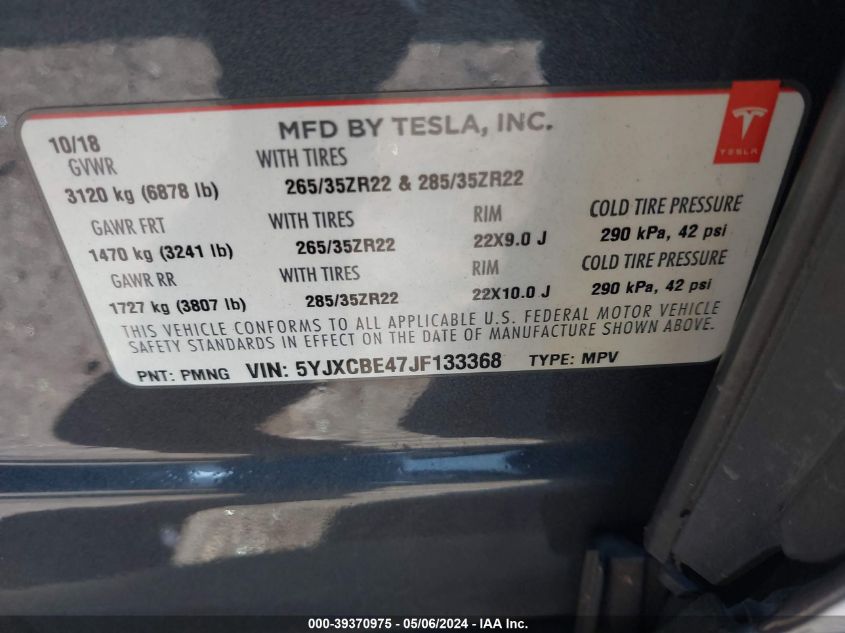 MFD BY TESLA, INC.
TESLA
10/18
GVWR WITH TIRES
3120 kg (6878 lb) 265/35ZR22 & 285/35ZR22
GAWR FRT WITH TIRES RIM COLD TIRE PRESSURE
1470 kg (3241 lb) 265/35ZR22 22X9.0 J 290 kPa, 42 psi
GAWR RR WITH TIRES RIM COLD TIRE PRESSURE
1727 kg (3807 lb) 285/35ZR22 22X10.0 J 290 kPa, 42 psi
THIS VEHICLE CONFORMS TO ALL APPLICABLE U.S. FEDERAL MOTOR VEHICLE
SAFETY STANDARDS IN EFFECT ON THE DATE OF MANUFACTURE SHOWN ABOVE.
PNT: PMNG VIN: 5YJXCBE47JF133368 TYPE: MPV
000-39370975 - 05/06/2024 - IAA Inc.